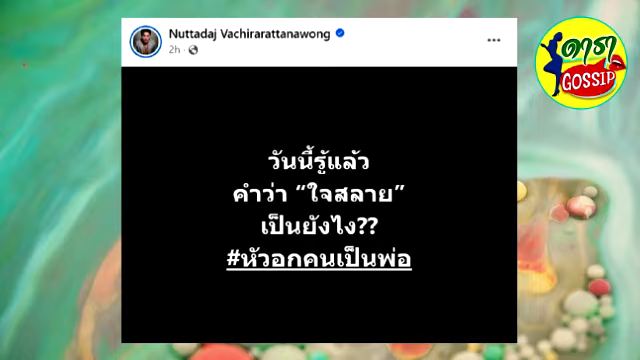 Nuttadaj Vachirarattanawong
2h ·
วันนี้รู้แล้ว
คำว่า “ใจสลาย”
เป็นยังไง??
#หัวอกคนเป็นพ่อ
ดารา
GOSSIP